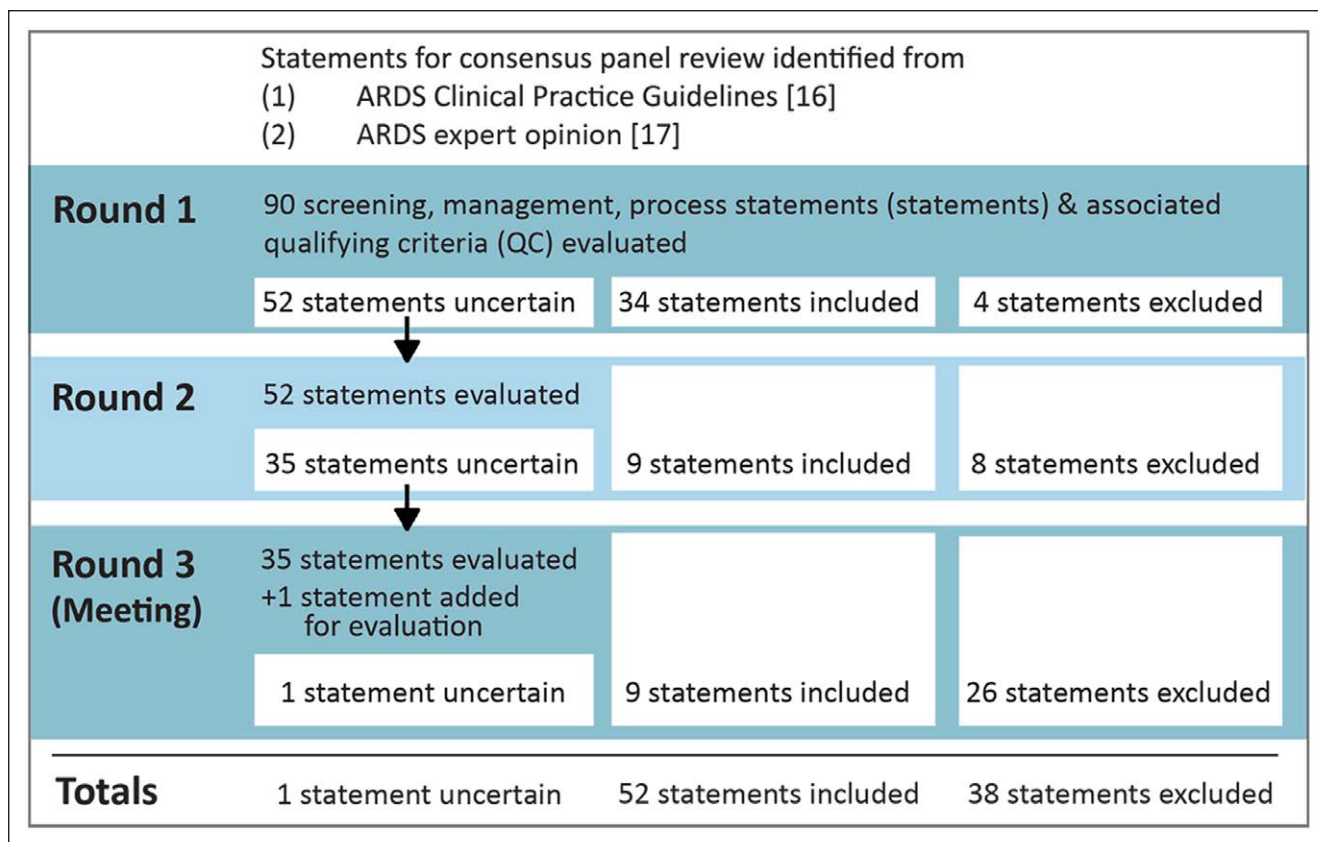 Statements for consensus panel review identified from
(1) ARDS Clinical Practice Guidelines [16]
(2) ARDS expert opinion [17]
Round 1
90 screening, management, process statements (statements) & associated
qualifying criteria (QC) evaluated
52 statements uncertain
34 statements included
4 statements excluded
Round 2
52 statements evaluated
35 statements uncertain
9 statements included
8 statements excluded
Round 3
(Meeting)
35 statements evaluated
+1 statement added
for evaluation
1 statement uncertain
9 statements included
26 statements excluded
Totals
1 statement uncertain
52 statements included
38 statements excluded